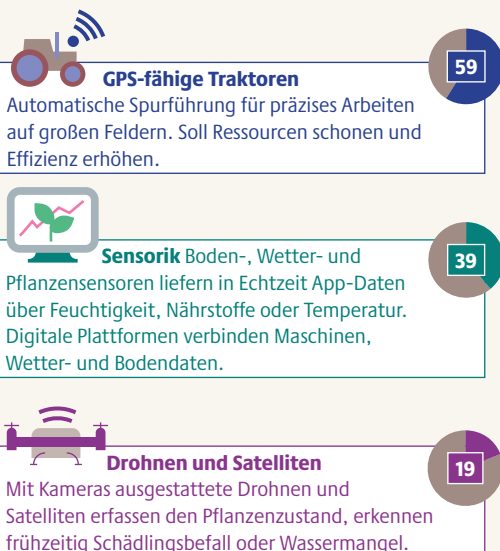 59
GPS-fähige Traktoren
Automatische Spurführung für präzises Arbeiten
auf großen Feldern. Soll Ressourcen schonen und
Effizienz erhöhen.
39
Sensorik Boden-, Wetter- und
Pflanzensensoren liefern in Echtzeit App-Daten
über Feuchtigkeit, Nährstoffe oder Temperatur.
Digitale Plattformen verbinden Maschinen,
Wetter- und Bodendaten.
19
Drohnen und Satelliten
Mit Kameras ausgestattete Drohnen und
Satelliten erfassen den Pflanzenzustand, erkennen
frühzeitig Schädlingsbefall oder Wassermangel.